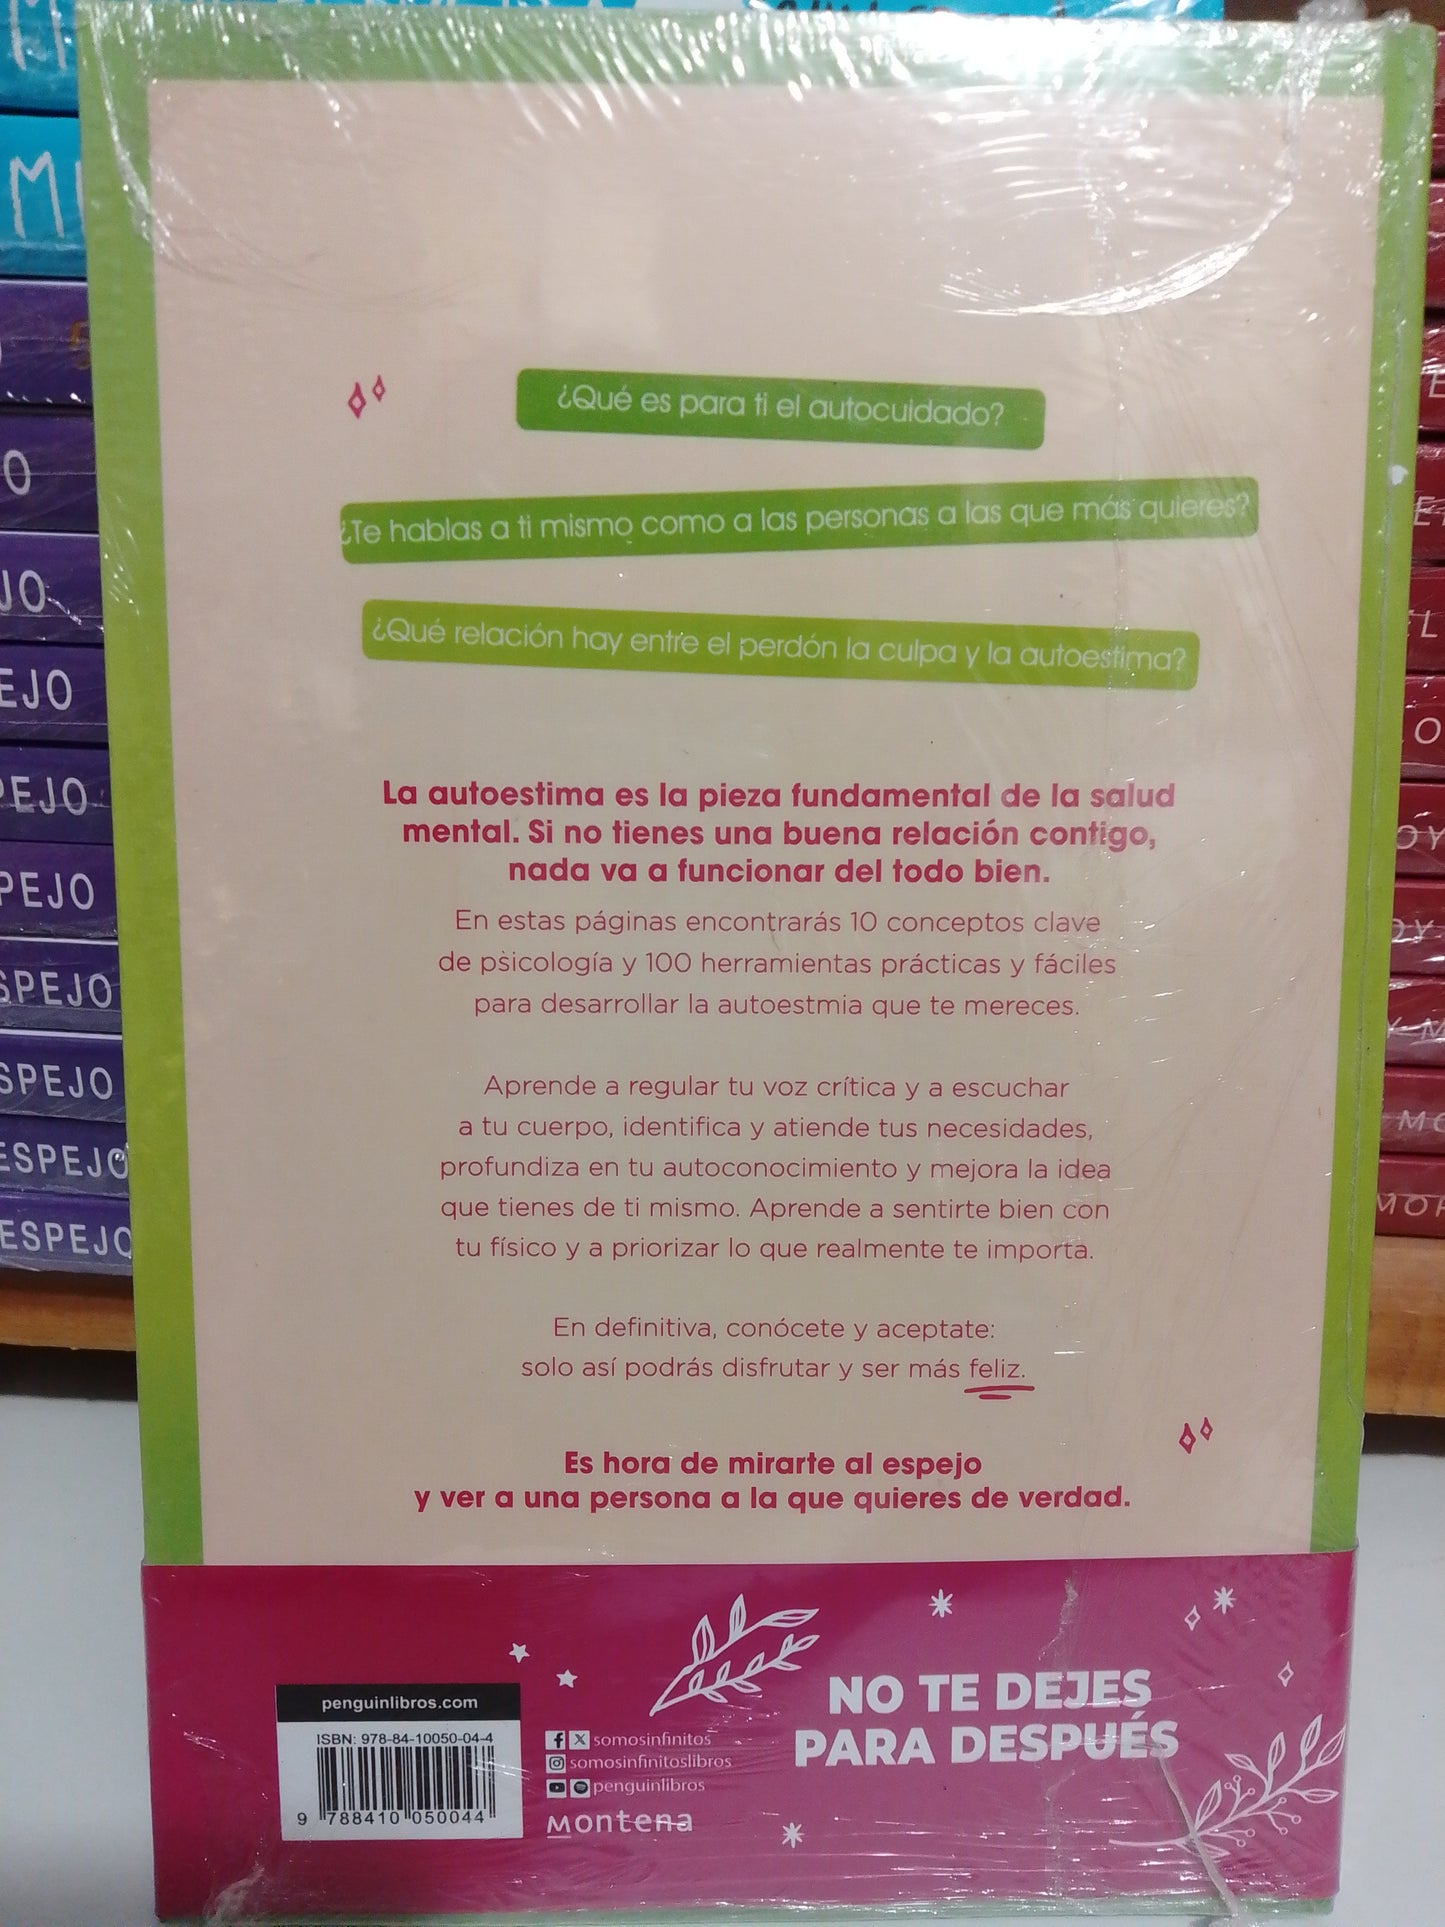 ¿Qué es para ti el autocuidado?
¿Te hablas a ti mismo como a las personas a las que más quieres?
¿Qué relación hay entre el perdón la culpa y la autoestima?
La autoestima es la pieza fundamental de la salud
mental. Si no tienes una buena relación contigo,
nada va a funcionar del todo bien.
En estas páginas encontrarás 10 conceptos clave
de psicología y 100 herramientas prácticas y fáciles
para desarrollar la autoestmia que te mereces.
Aprende a regular tu voz crítica y a escuchar
a tu cuerpo, identifica y atiende tus necesidades,
profundiza en tu autoconocimiento y mejora la idea
que tienes de ti mismo. Aprende a sentirte bien con
tu físico y a priorizar lo que realmente te importa.
En definitiva, conócete y aceptate:
solo así podrás disfrutar y ser más feliz.
Es hora de mirarte al espejo
y ver a una persona a la que quieres de verdad.
NO TE DEJES
PARA DESPUÉS
penguinlibros.com
ISBN: 978-84-10050-04-4
9 788410 050044
somosinfinitos
somosinfinitoslibros
penguinlibros
Montena
O
JO
EJO
PEJO
PEJO
SPEJO
SPEJO
ESPEJO
ESPEJO